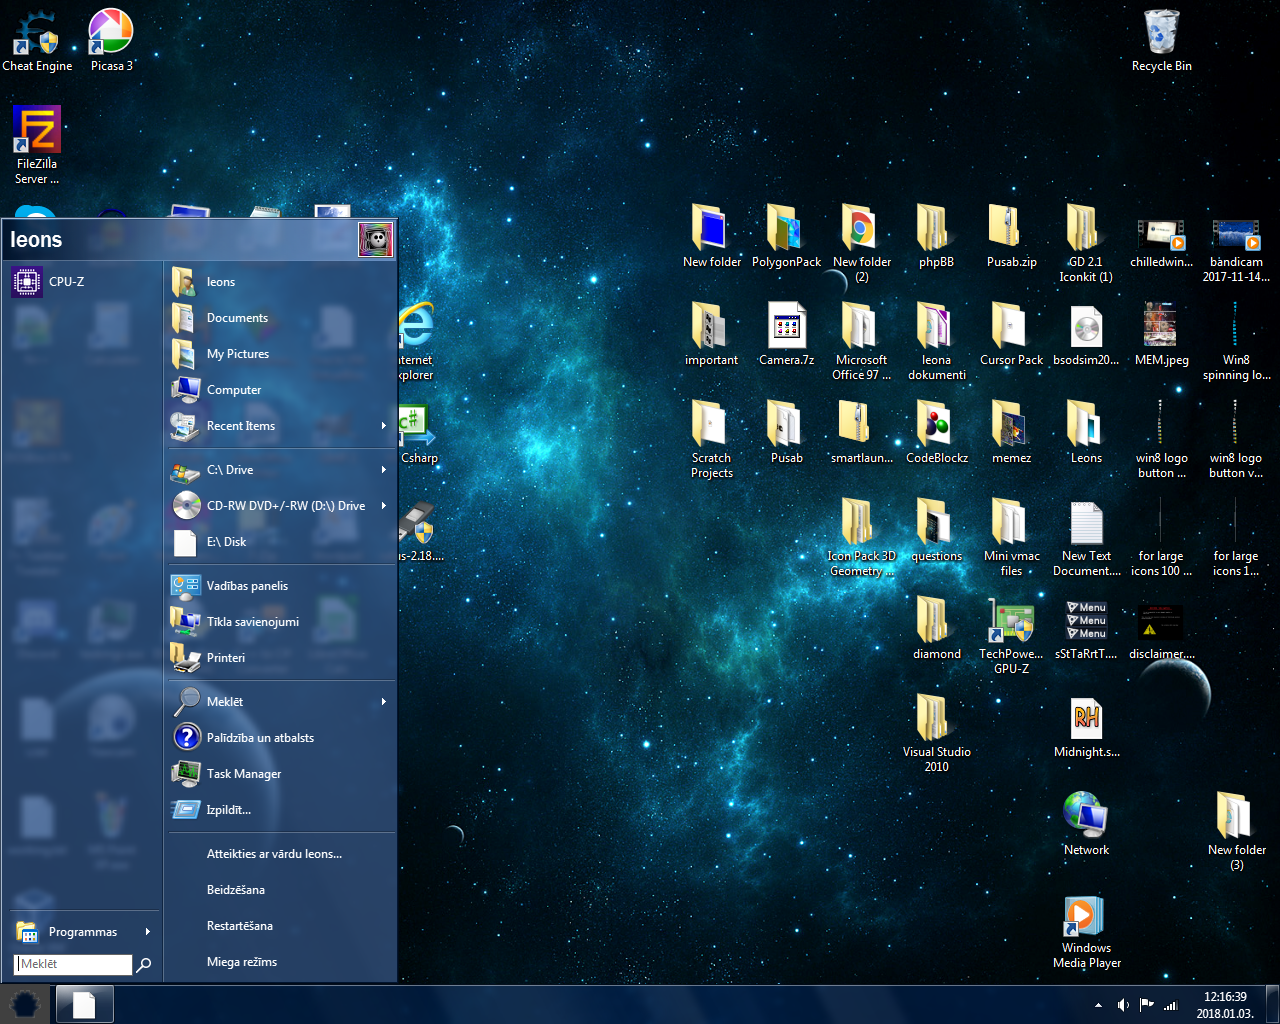 Cheat Engine
Picasa 3
Recycle Bin
FileZilla
Server ...
leons
CPU-Z
leons
Documents
My Pictures
Computer
Recent Items
C:\ Drive
CD-RW DVD+/-RW (D:\) Drive
E:\ Disk
Vadības panelis
Tīkla savienojumi
Printeri
Meklēt
Palīdzība un atbalsts
Task Manager
Izpildīt...
Atteikties ar vārdu leons...
Beidzēšana
Restartēšana
Miega režīms
Programmas
Meklēt
nternet
xplorer
C#
Csharp
ns-2.18....
New folder
PolygonPack
New folder
(2)
phpBB
Pusab.zip
GD 2.1
Iconkit (1)
chilledwin...
bandicam
2017-11-14...
important
Camera.7z
Microsoft
Office 97 ...
leona
dokumenti
Cursor Pack
bsodsim20...
MEM.jpeg
Win8
spinning lo...
Scratch
Projects
Pusab
smartlaun...
CodeBlockz
memez
Leons
win8 logo
button ...
win8 logo
button v...
Icon Pack 3D
Geometry ...
questions
Mini vmac
files
New Text
Document....
for large
icons 100 ...
for large
icons 1...
diamond
TechPowe...
GPU-Z
Menu
Menu
Menu
sStTaRrtT....
disclaimer....
Visual Studio
2010
RH
Midnight.s...
Network
New folder
(3)
Windows
Media Player
12:16:39
2018.01.03.